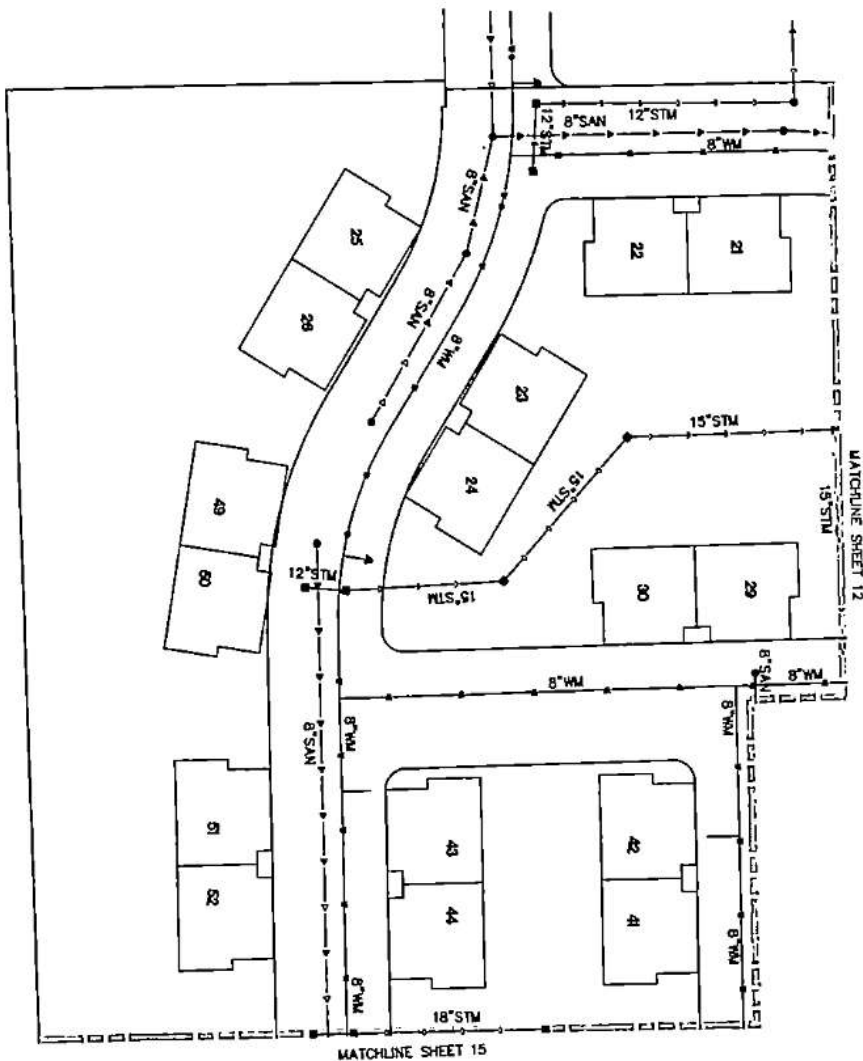 12"STM
8"SAN
12"STM
8"WM
8"SAN
25
22
21
26
8"SAN
8"WM
23
24
15"STM
15"STM
15"STM
MATCHLINE SHEET 12
49
50
12"STM
15"STM
30
29
8"SAN
8"WM
8"WM
8"SAN
8"WM
8"WM
51
52
43
44
42
41
8"WM
8"WM
18"STM
MATCHLINE SHEET 15